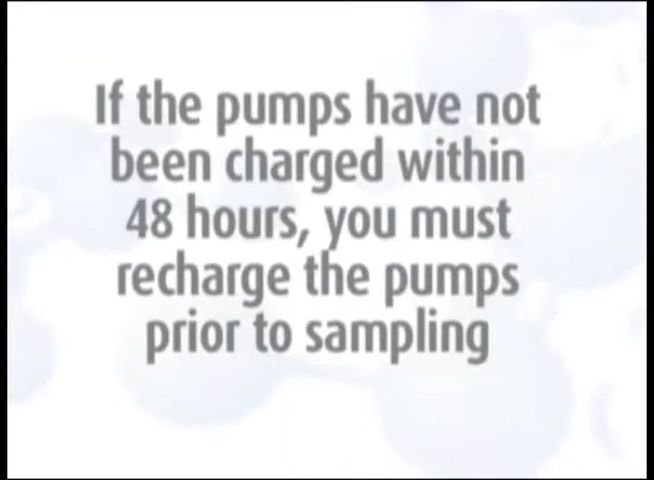 If the pumps have not
been charged within
48 hours, you must
recharge the pumps
prior to sampling